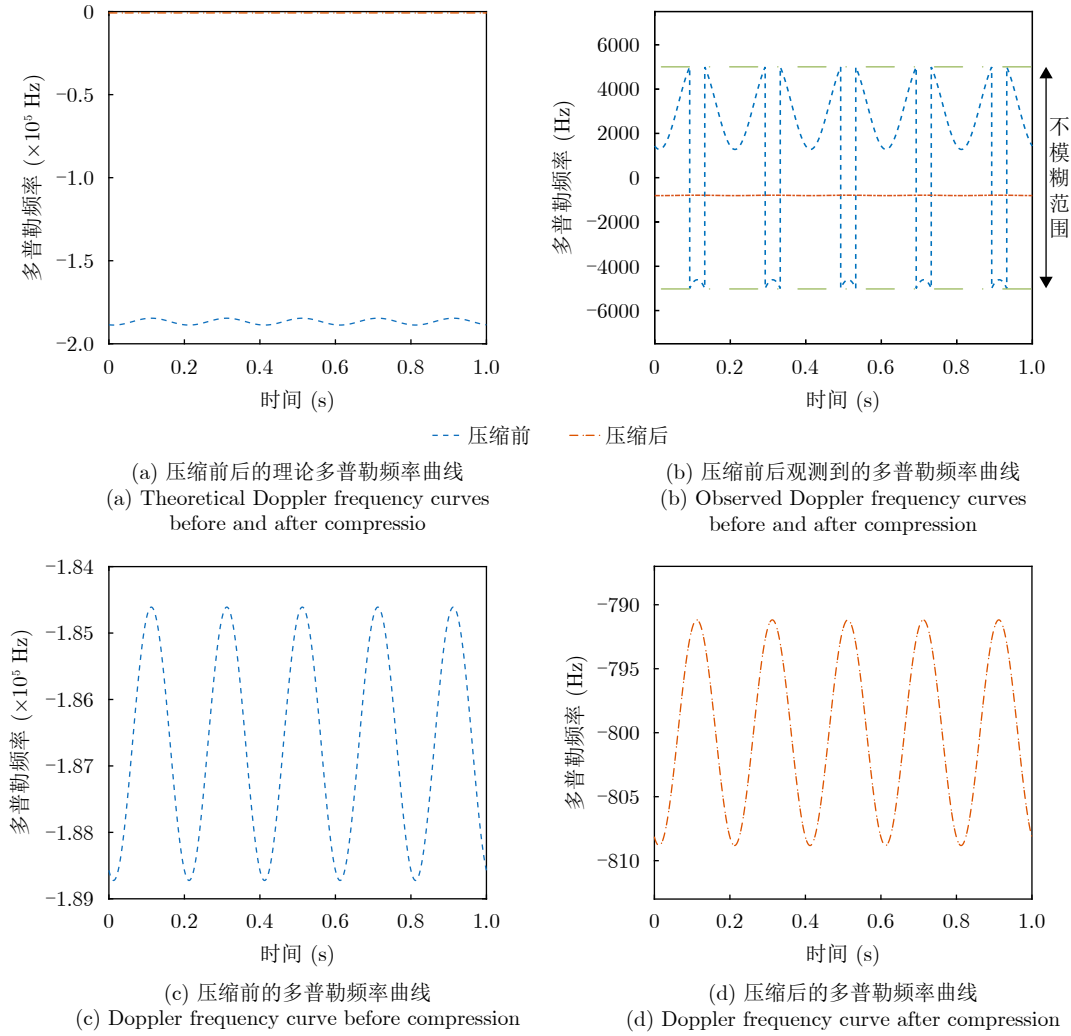 0
−0.5
−1.0
−1.5
−2.0
多普勒频率 (×10⁵ Hz)
0 0.2 0.4 0.6 0.8 1.0
时间 (s)
6000
4000
2000
0
−2000
−4000
−6000
多普勒频率 (Hz)
不模糊范围
0 0.2 0.4 0.6 0.8 1.0
时间 (s)
压缩前 压缩后
(a) 压缩前后的理论多普勒频率曲线
(a) Theoretical Doppler frequency curves
before and after compressio
(b) 压缩前后观测到的多普勒频率曲线
(b) Observed Doppler frequency curves
before and after compression
−1.84
−1.85
−1.86
−1.87
−1.88
−1.89
多普勒频率 (×10⁵ Hz)
0 0.2 0.4 0.6 0.8 1.0
时间 (s)
−790
−795
−800
−805
−810
多普勒频率 (Hz)
0 0.2 0.4 0.6 0.8 1.0
时间 (s)
(c) 压缩前的多普勒频率曲线
(c) Doppler frequency curve before compression
(d) 压缩后的多普勒频率曲线
(d) Doppler frequency curve after compression